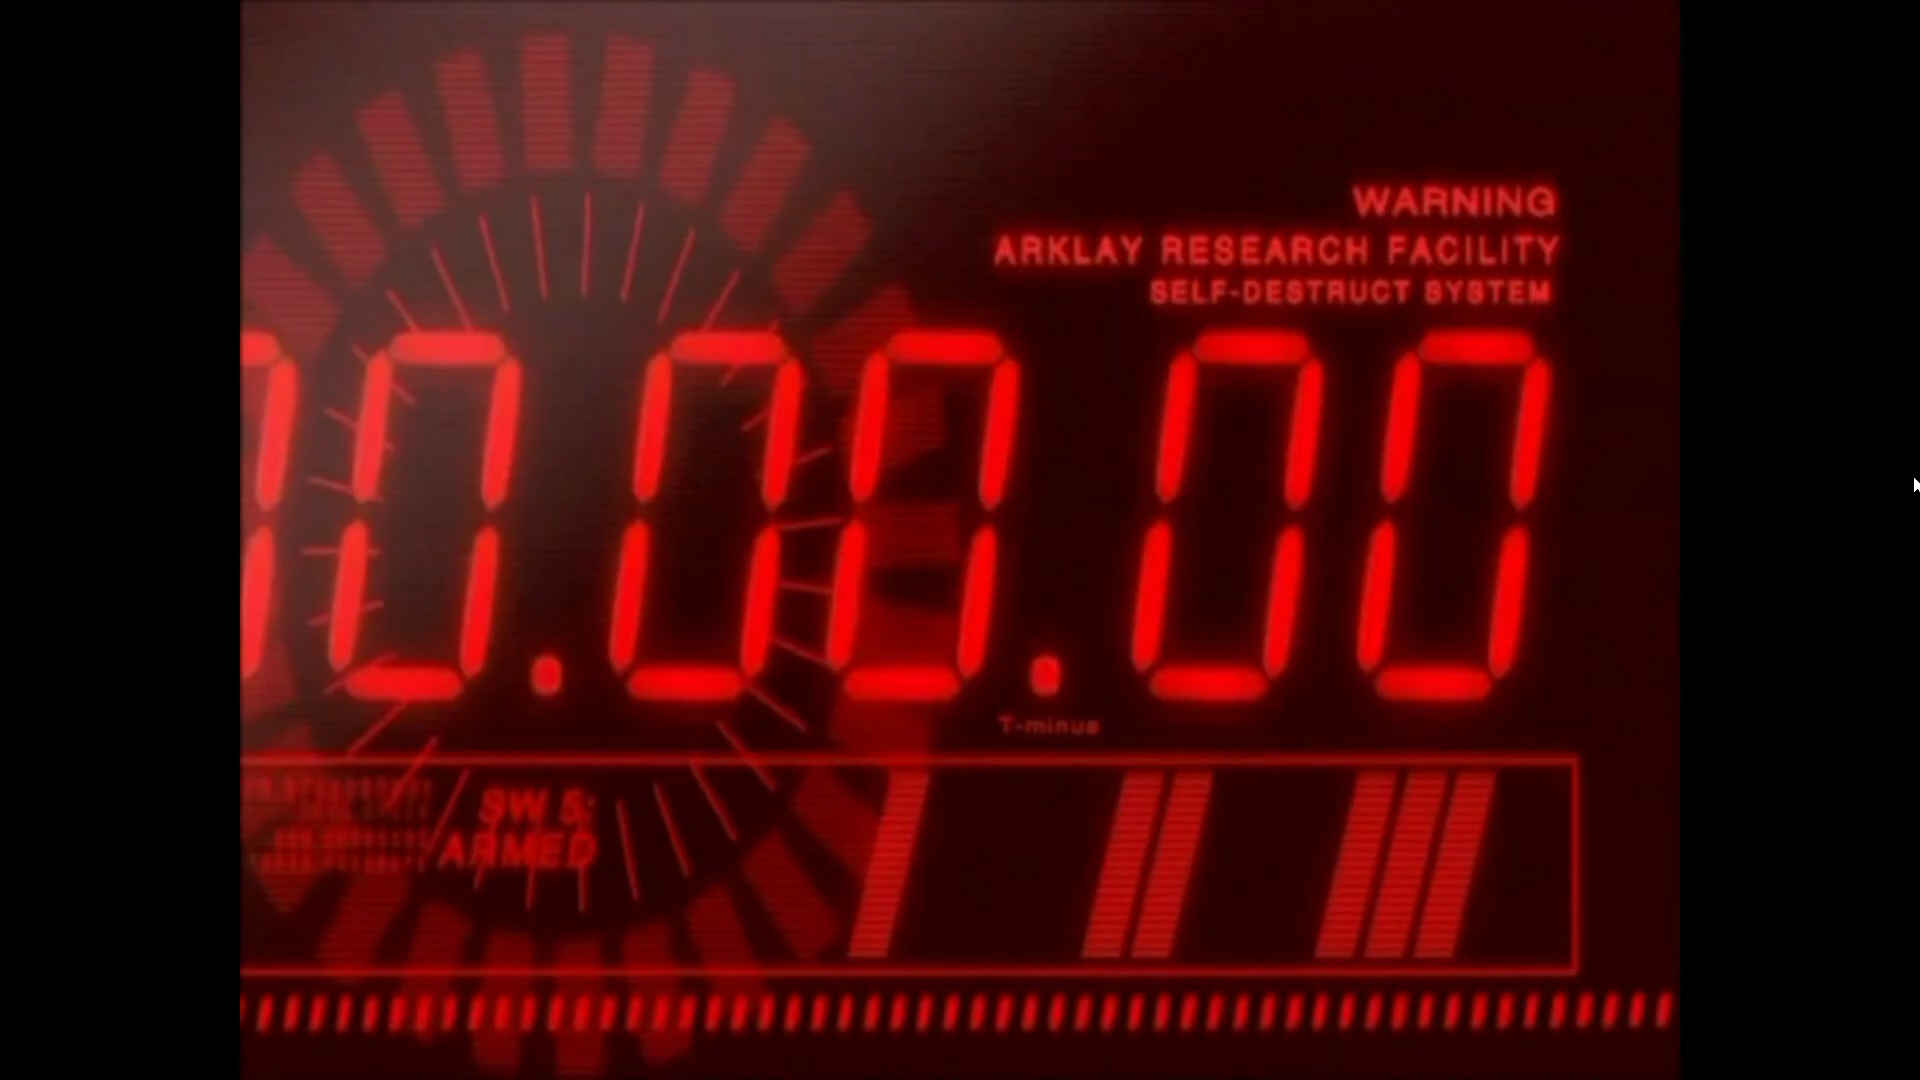 WARNING
ARKLAY RESEARCH FACILITY
SELF-DESTRUCT SYSTEM
00.00.00
T-minus
SW 5:
ARMED